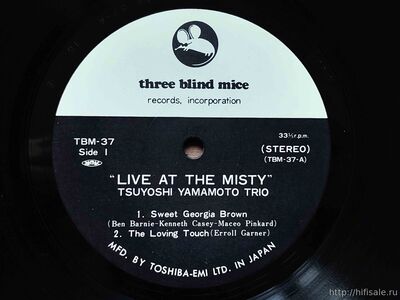 three blind mice
records, incorporation
TBM-37
Side 1
33⅓ r.p.m.
(STEREO)
(TBM-37-A)
"LIVE AT THE MISTY"
TSUYOSHI YAMAMOTO TRIO
1. Sweet Georgia Brown
(Ben Barnie-Kenneth Casey-Maceo Pinkard)
2. The Loving Touch (Erroll Garner)
MFD. BY TOSHIBA-EMI LTD. IN JAPAN
http://hifisale.ru